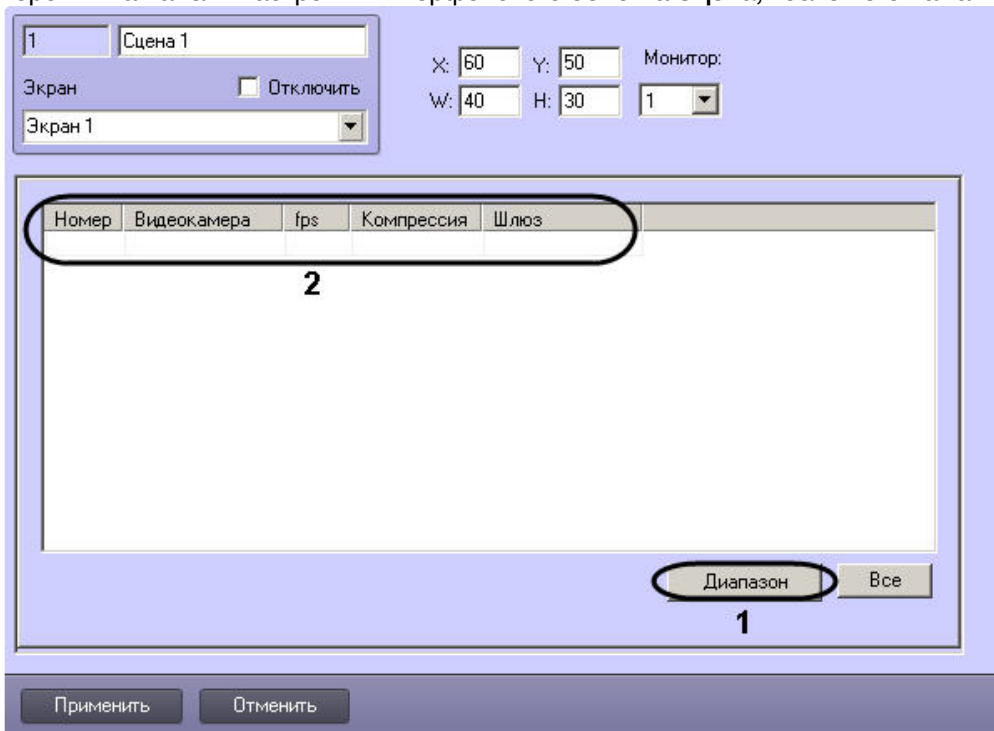 1 Сцена 1
Экран Отключить
Экран 1
X: 60 Y: 50 Монитор:
W: 40 H: 30 1
Номер Видеокамера fps Компрессия Шлюз
2
Диапазон Все
1
Применить Отменить